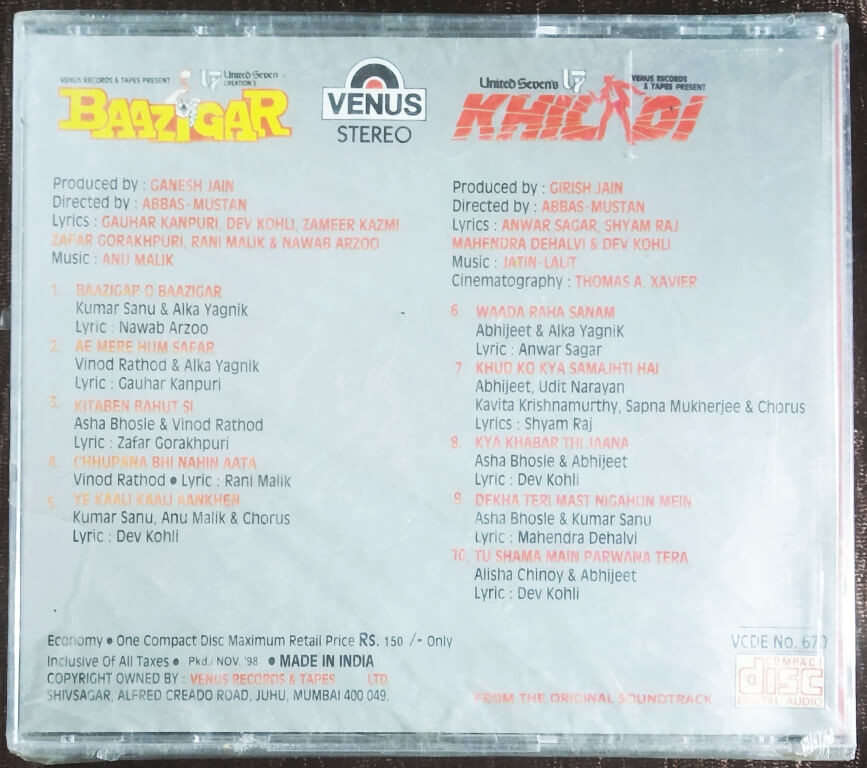 VENUS RECORDS & TAPES PRESENT
United Seven
CREATION'S
BAAZIGAR
VENUS
STEREO
United Seven's
VENUS RECORDS
& TAPES PRESENT
KHILADI
Produced by : GANESH JAIN
Directed by : ABBAS-MUSTAN
Lyrics : GAUHAR KANPURI, DEV KOHLI, ZAMEER KAZMI
ZAFAR GORAKHPURI, RANI MALIK & NAWAB ARZOO
Music : ANU MALIK
1. BAAZIGAR O BAAZIGAR
Kumar Sanu & Alka Yagnik
Lyric : Nawab Arzoo
2. AE MERE HUM SAFAR
Vinod Rathod & Alka Yagnik
Lyric : Gauhar Kanpuri
3. KITABEN BAHUT SI
Asha Bhosle & Vinod Rathod
Lyric : Zafar Gorakhpuri
4. CHHUPANA BHI NAHIN AATA
Vinod Rathod ● Lyric : Rani Malik
5. YE KAALI KAALI AANKHEN
Kumar Sanu, Anu Malik & Chorus
Lyric : Dev Kohli
Produced by : GIRISH JAIN
Directed by : ABBAS-MUSTAN
Lyrics : ANWAR SAGAR, SHYAM RAJ
MAHENDRA DEHALVI & DEV KOHLI
Music : JATIN-LALIT
Cinematography : THOMAS A. XAVIER
6. WAADA RAHA SANAM
Abhijeet & Alka YagniK
Lyric : Anwar Sagar
7. KHUD KO KYA SAMAJHTI HAI
Abhijeet, Udit Narayan
Kavita Krishnamurthy, Sapna Mukherjee & Chorus
Lyrics : Shyam Raj
8. KYA KHABAR THI JAANA
Asha Bhosle & Abhijeet
Lyric : Dev Kohli
9. DEKHA TERI MAST NIGAHON MEIN
Asha Bhosle & Kumar Sanu
Lyric : Mahendra Dehalvi
10. TU SHAMA MAIN PARWANA TERA
Alisha Chinoy & Abhijeet
Lyric : Dev Kohli
Economy ● One Compact Disc Maximum Retail Price RS. 150 /- Only
Inclusive Of All Taxes ● Pkd./ NOV. '98 ● MADE IN INDIA
COPYRIGHT OWNED BY : VENUS RECORDS & TAPES LTD
SHIVSAGAR, ALFRED CREADO ROAD, JUHU, MUMBAI 400 049.
FROM THE ORIGINAL SOUNDTRACK
VCDE No. 670
COMPACT
disc
DIGITAL AUDIO